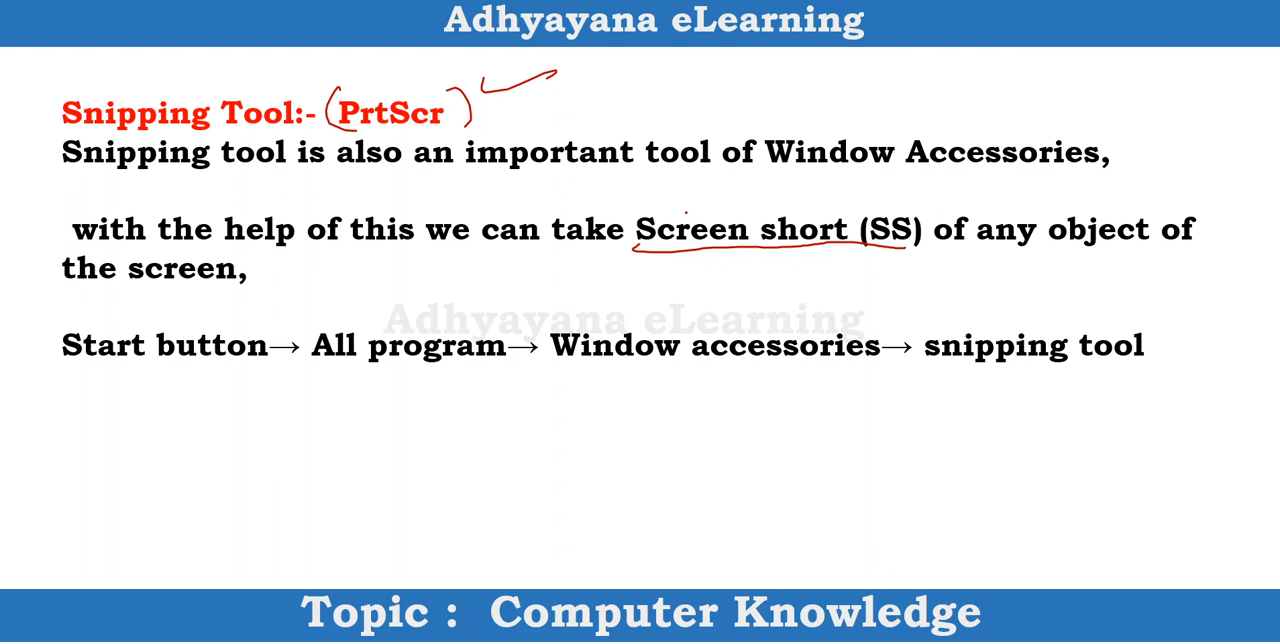 Adhyayana eLearning
Snipping Tool:- (PrtScr)
Snipping tool is also an important tool of Window Accessories,
with the help of this we can take Screen short (SS) of any object of
the screen,
Adhyayana eLearning
Start button→ All program→ Window accessories→ snipping tool
Topic : Computer Knowledge